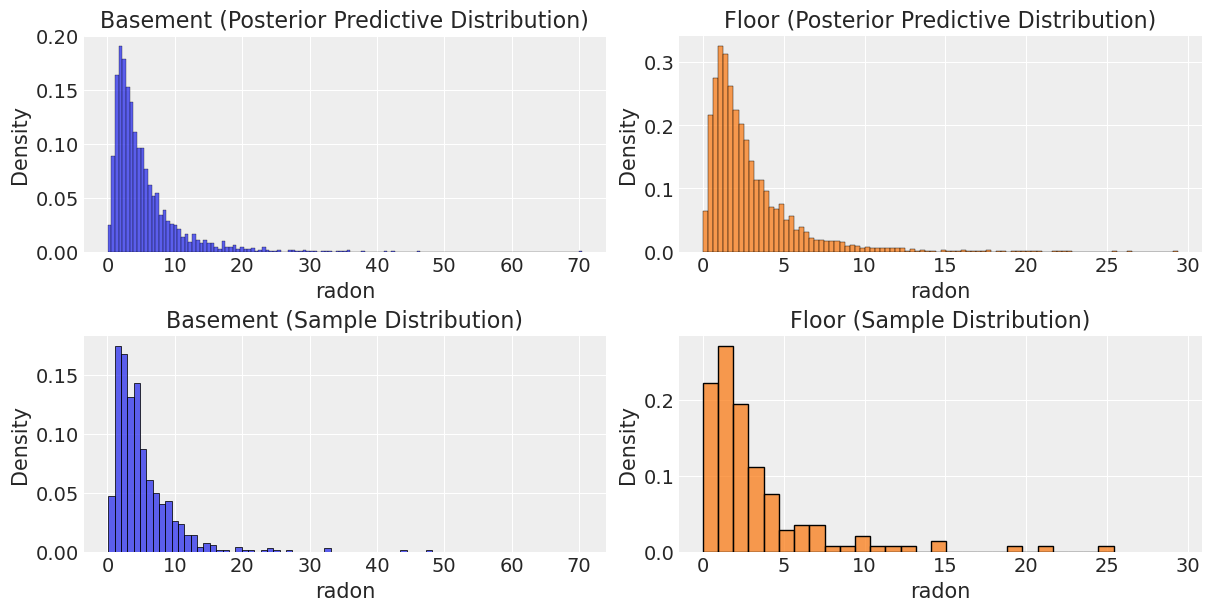 Basement (Posterior Predictive Distribution)
0.20
0.15
0.10
0.05
0.00
Density
0 10 20 30 40 50 60 70
radon
Floor (Posterior Predictive Distribution)
0.3
0.2
0.1
0.0
Density
0 5 10 15 20 25 30
radon
Basement (Sample Distribution)
0.15
0.10
0.05
0.00
Density
0 10 20 30 40 50 60 70
radon
Floor (Sample Distribution)
0.2
0.1
0.0
Density
0 5 10 15 20 25 30
radon